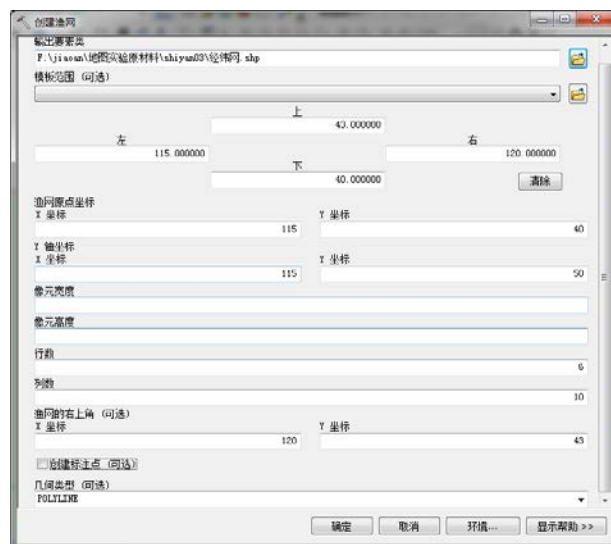 创建渔网
输出要素类
F:\jiaoan\地图实验原材料\shiyan03\经纬网.shp
模板范围 (可选)
上
43.000000
左 右
115.000000 120.000000
下
40.000000
清除
渔网原点坐标
X 坐标 Y 坐标
115 40
Y 轴坐标
X 坐标 Y 坐标
115 50
像元宽度
像元高度
行数
6
列数
10
渔网的右上角 (可选)
X 坐标 Y 坐标
120 43
创建标注点 (可选)
几何类型 (可选)
POLYLINE
确定 取消 环境... 显示帮助 >>